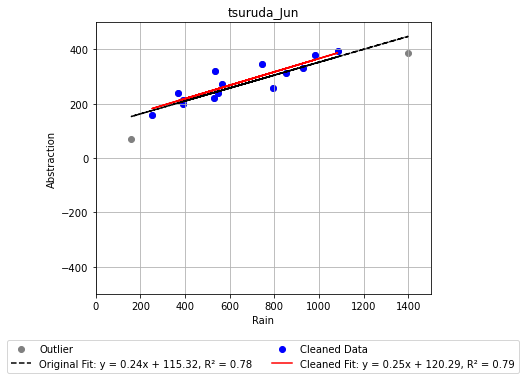 tsuruda_Jun
400
200
0
−200
−400
Abstraction
0 200 400 600 800 1000 1200 1400
Rain
Outlier Cleaned Data
Original Fit: y = 0.24x + 115.32, R² = 0.78 Cleaned Fit: y = 0.25x + 120.29, R² = 0.79